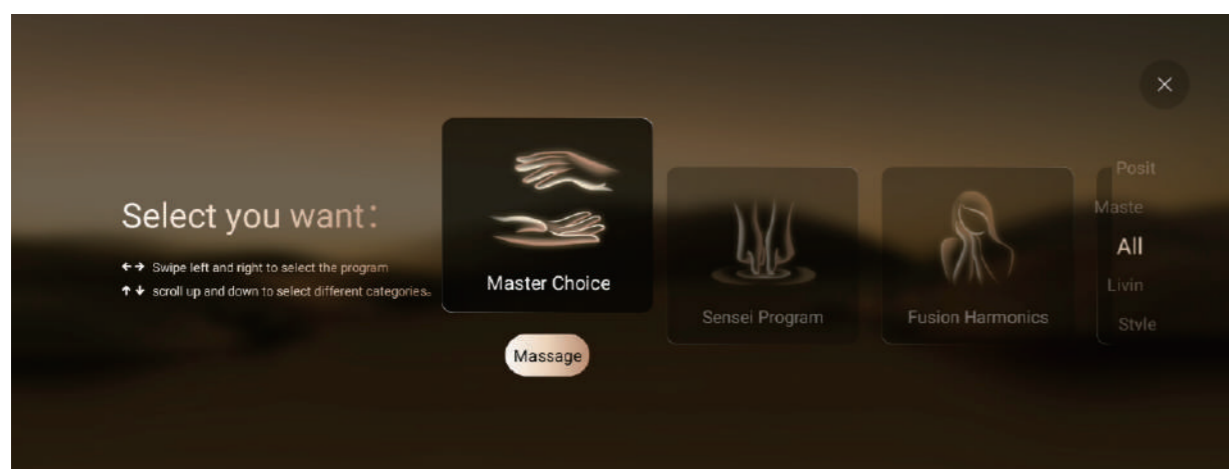 Select you want：
←→ Swipe left and right to select the program
↑↓ scroll up and down to select different categories。
Master Choice
Massage
Sensei Program
Fusion Harmonics
Posit
Maste
All
Livin
Style